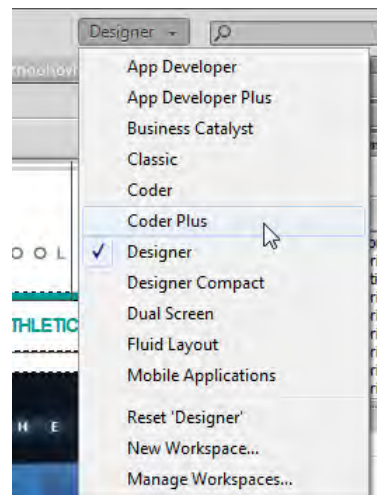 Designer
App Developer
App Developer Plus
Business Catalyst
Classic
Coder
Coder Plus
Designer
Designer Compact
Dual Screen
Fluid Layout
Mobile Applications
Reset 'Designer'
New Workspace...
Manage Workspaces...
O O L
THLETIC
H E